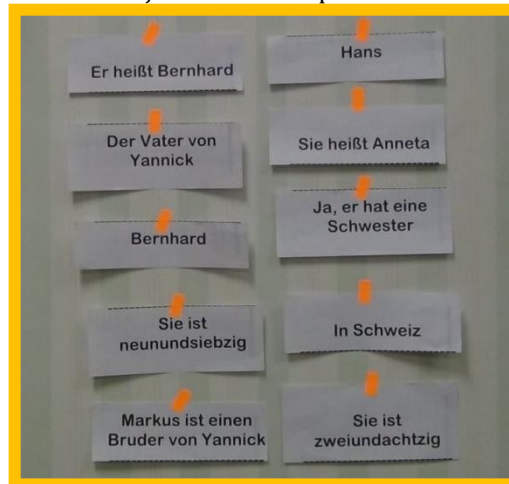 Er heißt Bernhard
Der Vater von
Yannick
Bernhard
Sie ist
neunundsiebzig
Markus ist einen
Bruder von Yannick
Hans
Sie heißt Anneta
Ja, er hat eine
Schwester
In Schweiz
Sie ist
zweiundachtzig